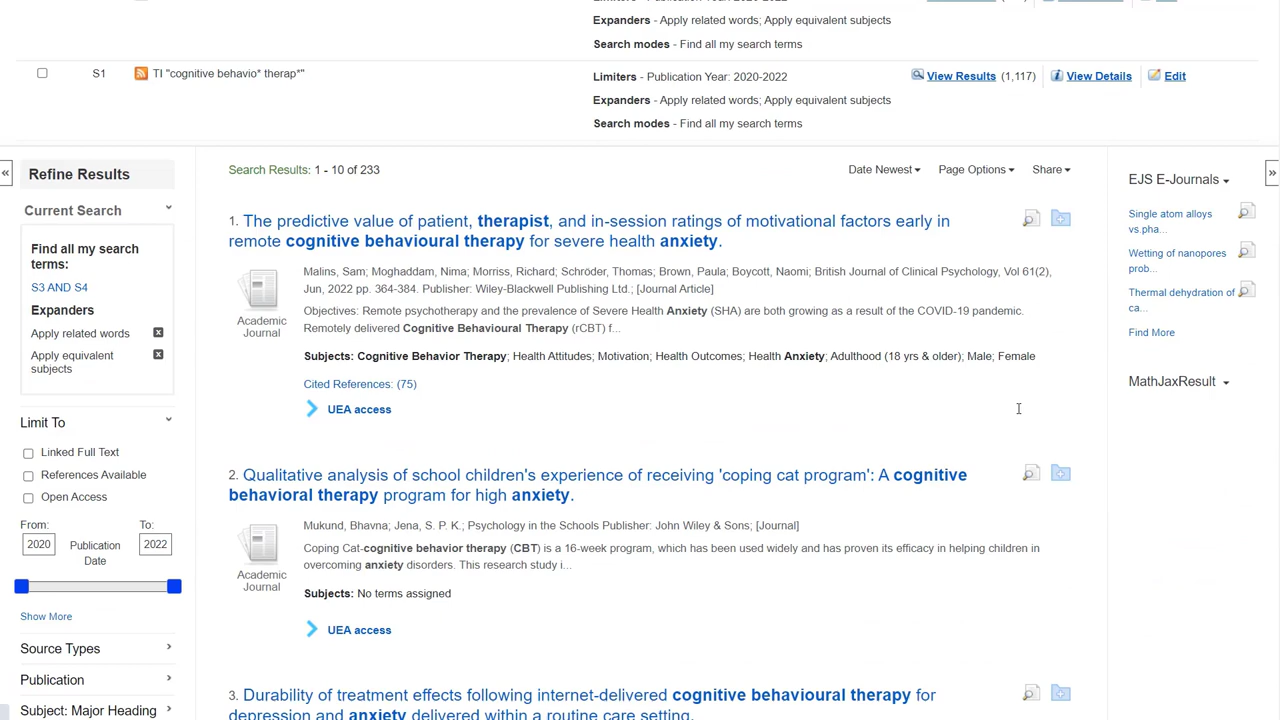 Expanders - Apply related words; Apply equivalent subjects
Search modes - Find all my search terms
S1 TI "cognitive behavio* therap*"
Limiters - Publication Year: 2020-2022
View Results (1,117) View Details Edit
Expanders - Apply related words; Apply equivalent subjects
Search modes - Find all my search terms
«
Refine Results
Current Search
Find all my search
terms:
S3 AND S4
Expanders
Apply related words
Apply equivalent
subjects
Limit To
Linked Full Text
References Available
Open Access
From:
To:
2020
Publication
Date
2022
Show More
Source Types
Publication
Subject: Major Heading
Search Results: 1 - 10 of 233
Date Newest Page Options Share
1. The predictive value of patient, therapist, and in-session ratings of motivational factors early in
remote cognitive behavioural therapy for severe health anxiety.
Academic
Journal
Malins, Sam; Moghaddam, Nima; Morriss, Richard; Schröder, Thomas; Brown, Paula; Boycott, Naomi; British Journal of Clinical Psychology, Vol 61(2),
Jun, 2022 pp. 364-384. Publisher: Wiley-Blackwell Publishing Ltd.; [Journal Article]
Objectives: Remote psychotherapy and the prevalence of Severe Health Anxiety (SHA) are both growing as a result of the COVID-19 pandemic.
Remotely delivered Cognitive Behavioural Therapy (rCBT) f...
Subjects: Cognitive Behavior Therapy; Health Attitudes; Motivation; Health Outcomes; Health Anxiety; Adulthood (18 yrs & older); Male; Female
Cited References: (75)
UEA access
2. Qualitative analysis of school children's experience of receiving 'coping cat program': A cognitive
behavioral therapy program for high anxiety.
Academic
Journal
Mukund, Bhavna; Jena, S. P. K.; Psychology in the Schools Publisher: John Wiley & Sons; [Journal]
Coping Cat-cognitive behavior therapy (CBT) is a 16-week program, which has been used widely and has proven its efficacy in helping children in
overcoming anxiety disorders. This research study i...
Subjects: No terms assigned
UEA access
3. Durability of treatment effects following internet-delivered cognitive behavioural therapy for
depression and anxiety delivered within a routine care setting.
»
EJS E-Journals
Single atom alloys
vs.pha...
Wetting of nanopores
prob...
Thermal dehydration of
ca...
Find More
MathJaxResult